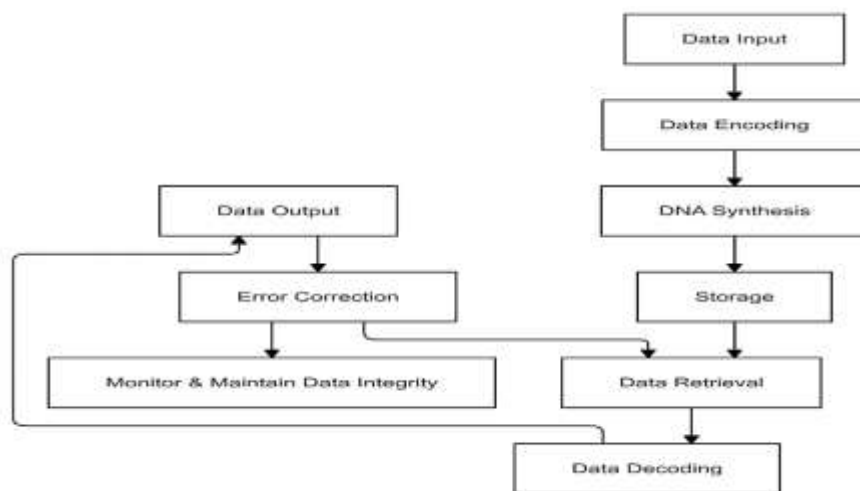 Data Input
Data Encoding
Data Output
DNA Synthesis
Error Correction
Storage
Monitor & Maintain Data Integrity
Data Retrieval
Data Decoding